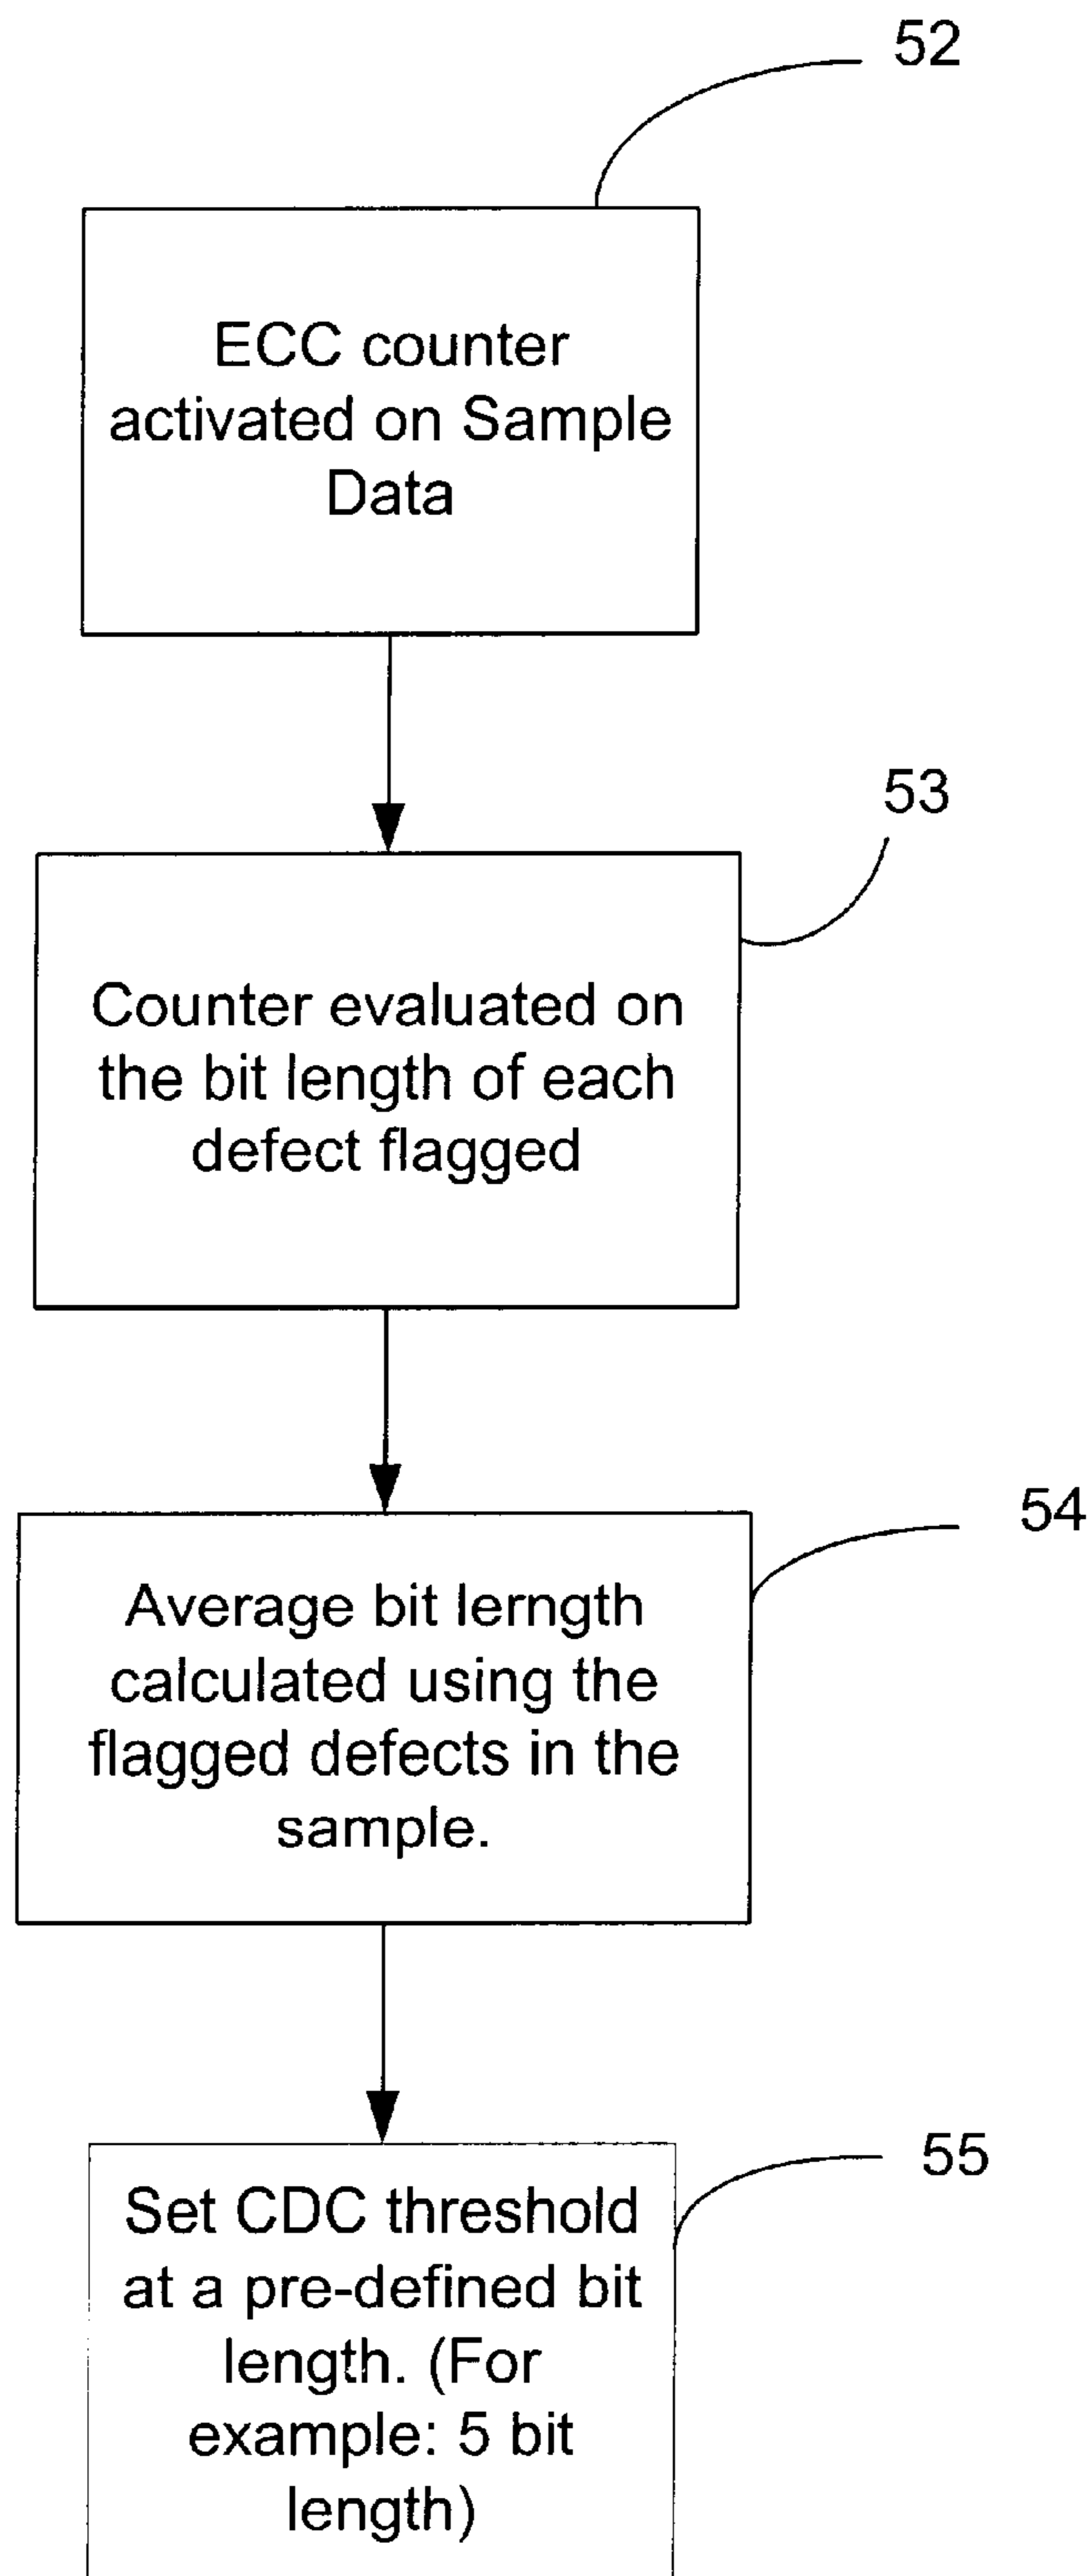 52
ECC counter
activated on Sample
Data
53
Counter evaluated on
the bit length of each
defect flagged
54
Average bit lerngth
calculated using the
flagged defects in the
sample.
55
Set CDC threshold
at a pre-defined bit
length. (For
example: 5 bit
length)